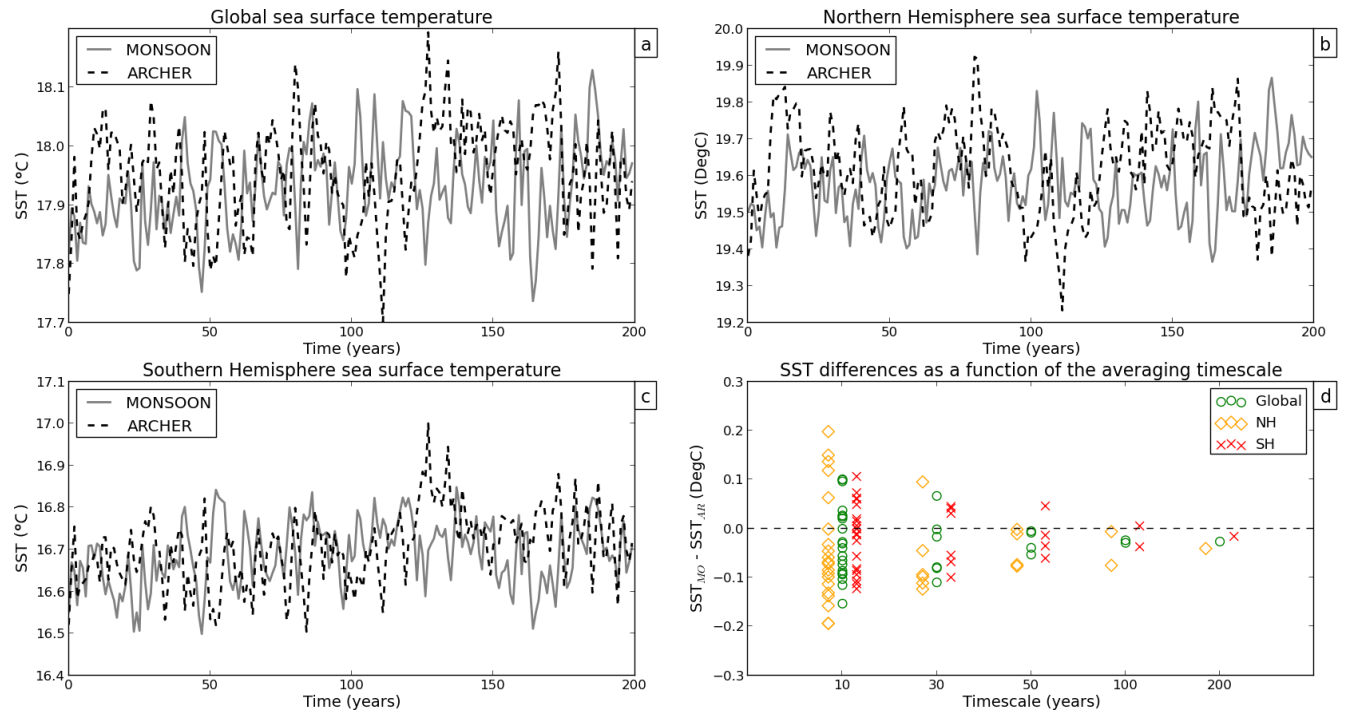 Global sea surface temperature
a
MONSOON
ARCHER
SST (°C)
18.1
18.0
17.9
17.8
17.7
0 50 100 150 200
Time (years)
Northern Hemisphere sea surface temperature
b
MONSOON
ARCHER
SST (DegC)
20.0
19.9
19.8
19.7
19.6
19.5
19.4
19.3
19.2
0 50 100 150 200
Time (years)
Southern Hemisphere sea surface temperature
c
MONSOON
ARCHER
SST (°C)
17.1
17.0
16.9
16.8
16.7
16.6
16.5
16.4
0 50 100 150 200
Time (years)
SST differences as a function of the averaging timescale
d
Global
NH
SH
SST_MO - SST_AR (DegC)
0.3
0.2
0.1
0.0
−0.1
−0.2
−0.3
10 30 50 100 200
Timescale (years)